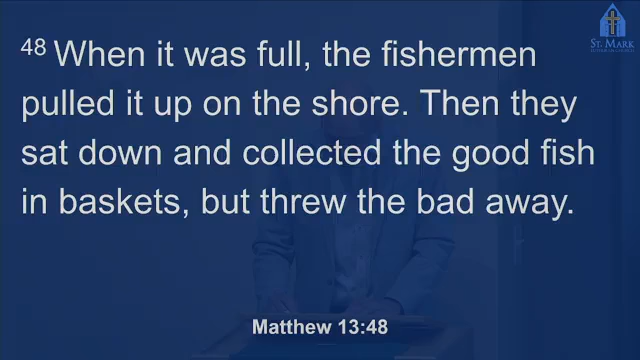 ST. MARK
48 When it was full, the fishermen
pulled it up on the shore. Then they
sat down and collected the good fish
in baskets, but threw the bad away.
Matthew 13:48